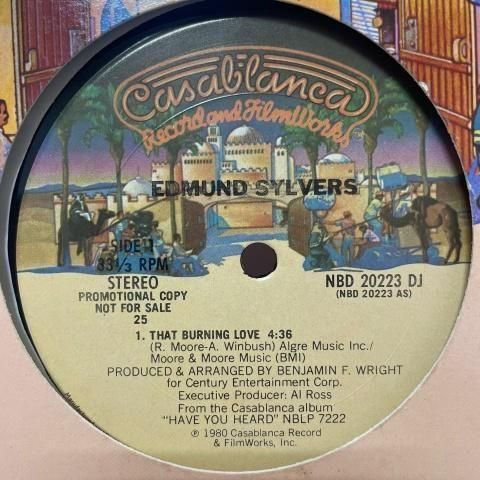 Casablanca
Record and FilmWorks
EDMUND SYLVERS
SIDE 1
33 1/3 RPM
STEREO
PROMOTIONAL COPY
NOT FOR SALE
25
NBD 20223 DJ
(NBD 20223 AS)
1. THAT BURNING LOVE 4:36
(R. Moore-A. Winbush) Algre Music Inc./
Moore & Moore Music (BMI)
PRODUCED & ARRANGED BY BENJAMIN F. WRIGHT
for Century Entertainment Corp.
Executive Producer: Al Ross
From the Casablanca album
"HAVE YOU HEARD" NBLP 7222
℗ 1980 Casablanca Record
& FilmWorks, Inc.